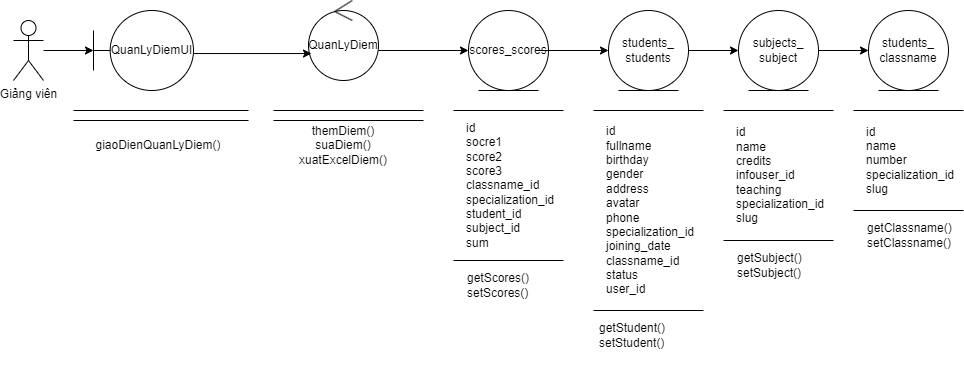 Giảng viên
QuanLyDiemUI
giaoDienQuanLyDiem()
QuanLyDiem
themDiem()
suaDiem()
xuatExcelDiem()
scores_scores
id
socre1
score2
score3
classname_id
specialization_id
student_id
subject_id
sum
getScores()
setScores()
students_
students
id
fullname
birthday
gender
address
avatar
phone
specialization_id
joining_date
classname_id
status
user_id
getStudent()
setStudent()
subjects_
subject
id
name
credits
infouser_id
teaching
specialization_id
slug
getSubject()
setSubject()
students_
classname
id
name
number
specialization_id
slug
getClassname()
setClassname()